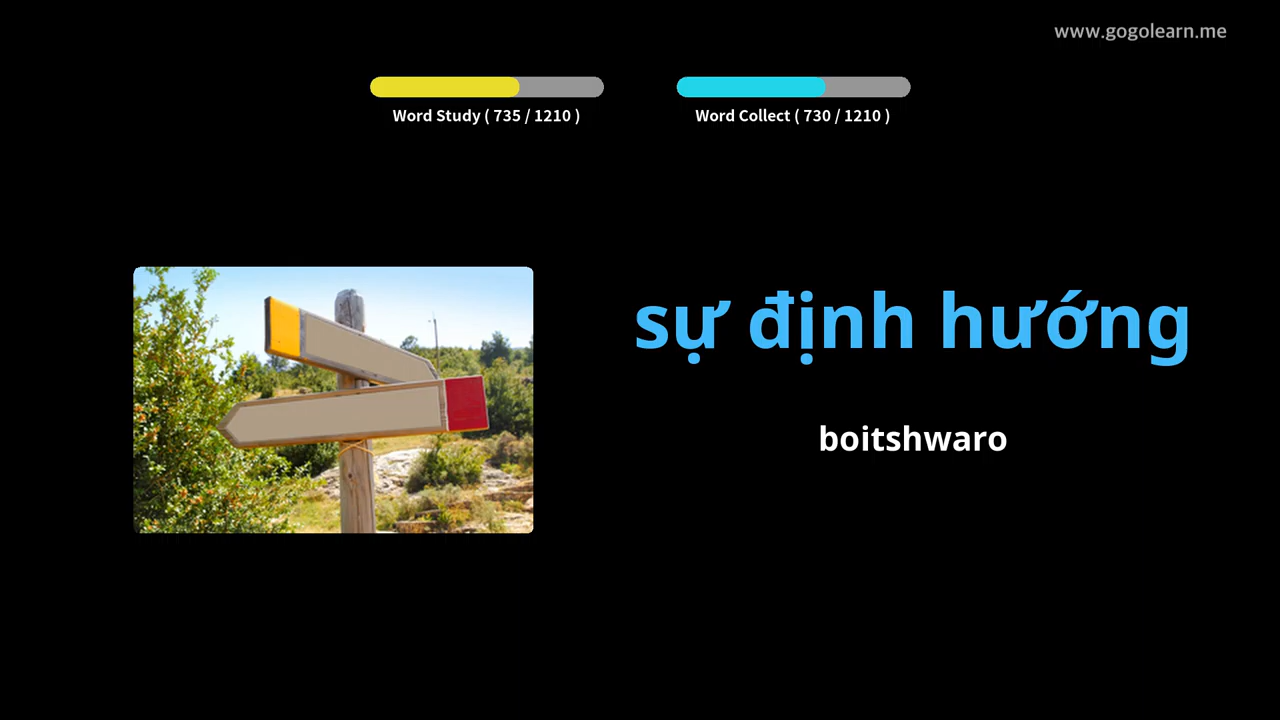 www.gogolearn.me
Word Study ( 735 / 1210 )
Word Collect ( 730 / 1210 )
sự định hướng
boitshwaro